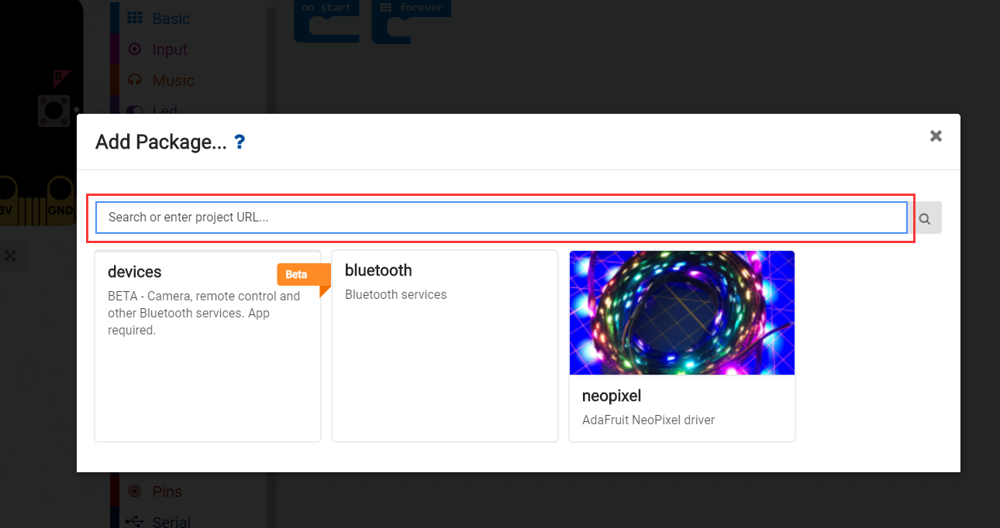 on start
forever
Basic
Input
Music
Led
B
3V
GND
Add Package... ?
Search or enter project URL...
devices
Beta
BETA - Camera, remote control and
other Bluetooth services. App
required.
bluetooth
Bluetooth services
neopixel
AdaFruit NeoPixel driver
Pins
Serial